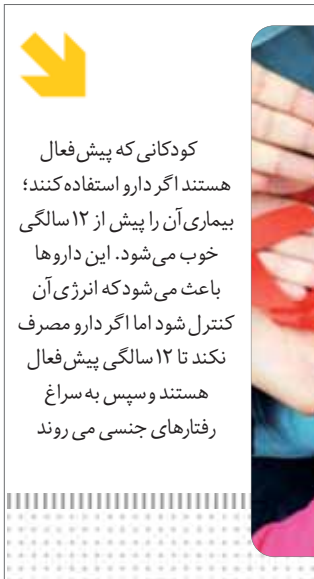 کودکانی که پیش‌فعال
هستند اگر دارو استفاده کنند؛
بیماری آن را پیش از ۱۲ سالگی
خوب می‌شود. این داروها
باعث می‌شود که انرژی آن
کنترل شود اما اگر دارو مصرف
نکند تا ۱۲ سالگی پیش‌فعال
هستند و سپس به سراغ
رفتارهای جنسی می روند